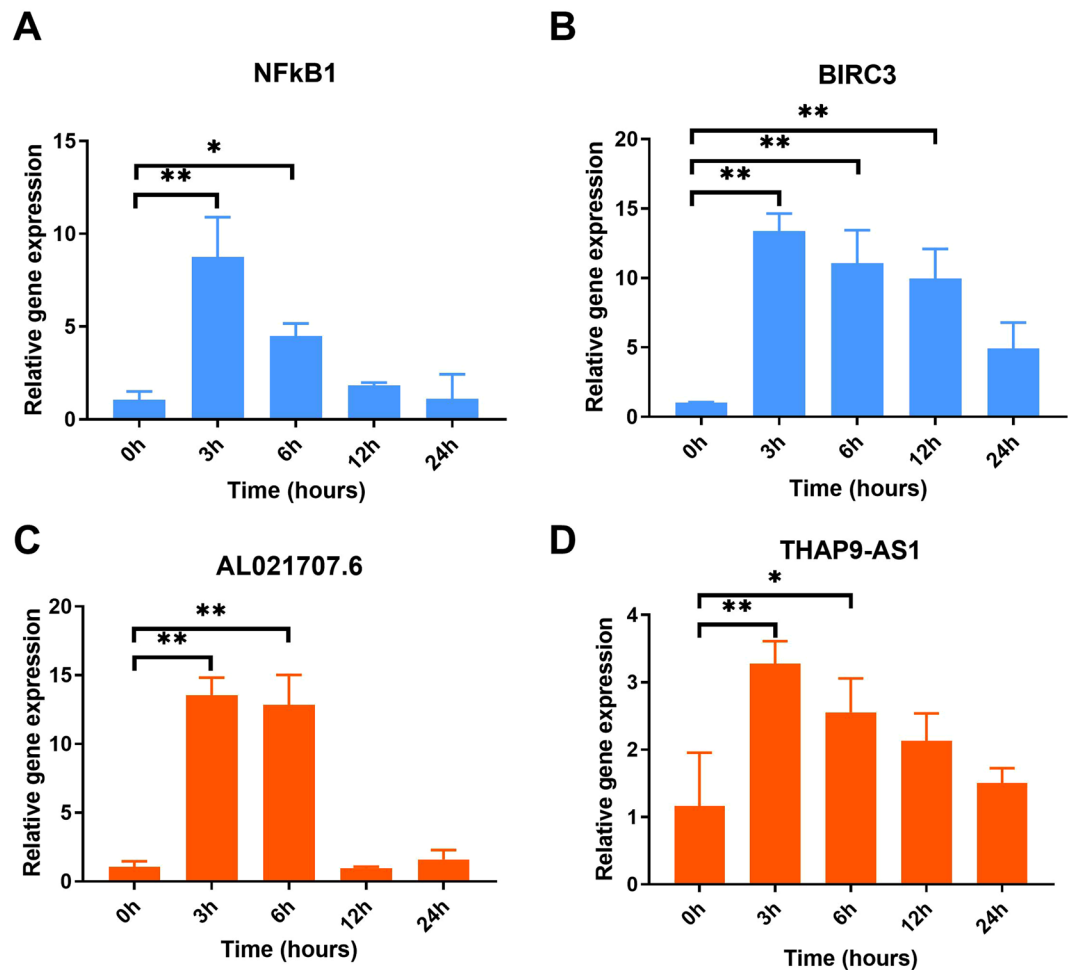 A
NFkB1
Relative gene expression
15
10
5
0
*
**
0h
3h
6h
12h
24h
Time (hours)
B
BIRC3
Relative gene expression
20
15
10
5
0
**
**
**
0h
3h
6h
12h
24h
Time (hours)
C
AL021707.6
Relative gene expression
20
15
10
5
0
**
**
0h
3h
6h
12h
24h
Time (hours)
D
THAP9-AS1
Relative gene expression
4
3
2
1
0
*
**
0h
3h
6h
12h
24h
Time (hours)